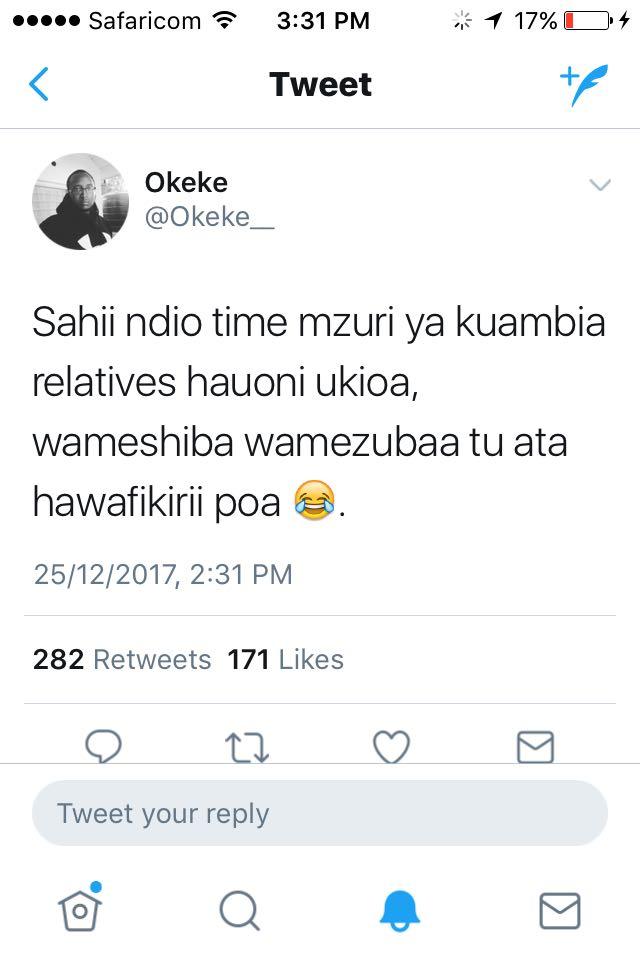 Safaricom 3:31 PM 17%
Tweet
Okeke
@Okeke__
Sahii ndio time mzuri ya kuambia
relatives hauoni ukioa,
wameshiba wamezubaa tu ata
hawafikirii poa 😂.
25/12/2017, 2:31 PM
282 Retweets 171 Likes
Tweet your reply